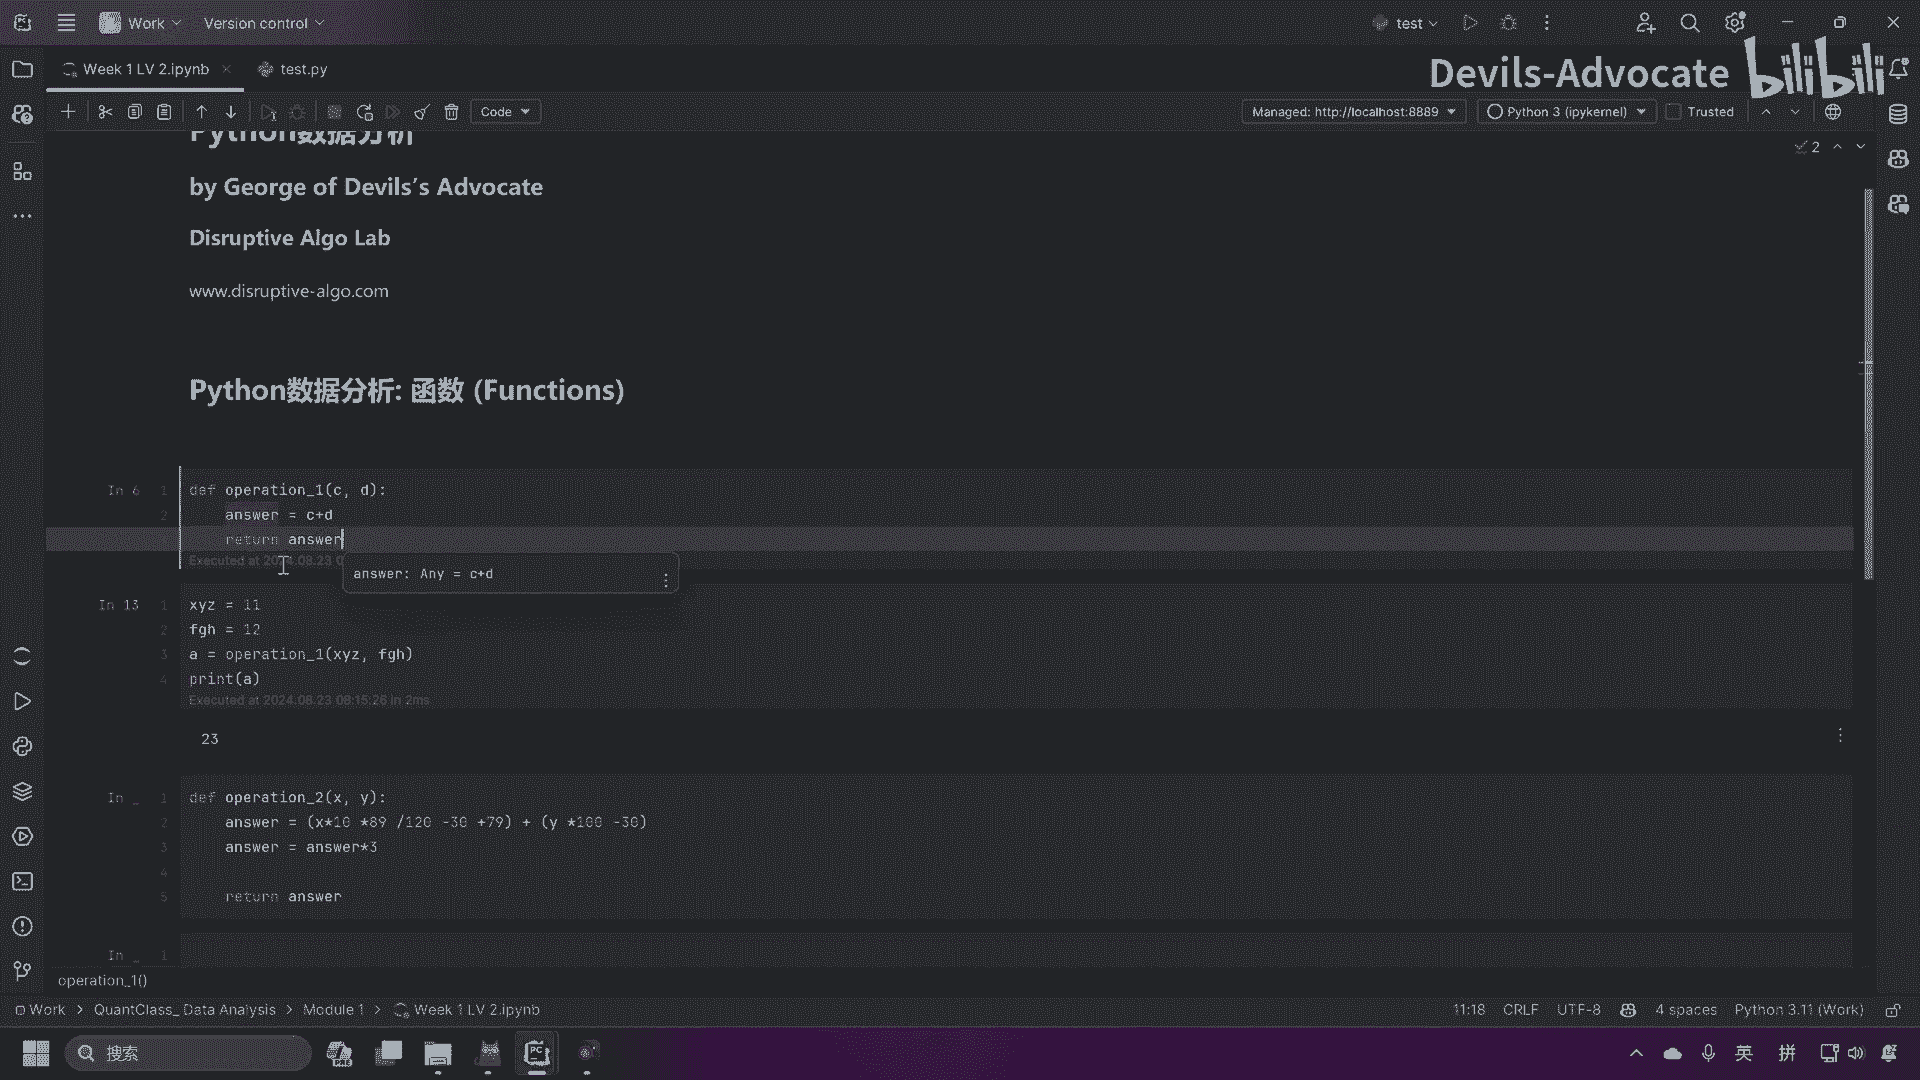 Work
Version control
test
Week 1 LV 2.ipynb
test.py
Devils-Advocate bilibili
Code
Managed: http://localhost:8889
Python 3 (ipykernel)
Trusted
Python数据分析
2
by George of Devils's Advocate
Disruptive Algo Lab
www.disruptive-algo.com
Python数据分析: 函数 (Functions)
In 6
1 def operation_1(c, d):
2 answer = c+d
return answer
Executed at 2024.08.23 0
answer: Any = c+d
In 13
1 xyz = 11
2 fgh = 12
3 a = operation_1(xyz, fgh)
4 print(a)
Executed at 2024.08.23 08:15:26 in 2ms
23
In _
1 def operation_2(x, y):
2 answer = (x*10 *89 /120 -30 +79) + (y *100 -30)
3 answer = answer*3
4
5 return answer
In _ 1
operation_1()
Work > QuantClass_ Data Analysis > Module 1 > Week 1 LV 2.ipynb
11:18 CRLF UTF-8 4 spaces Python 3.11 (Work)
搜索
英 拼